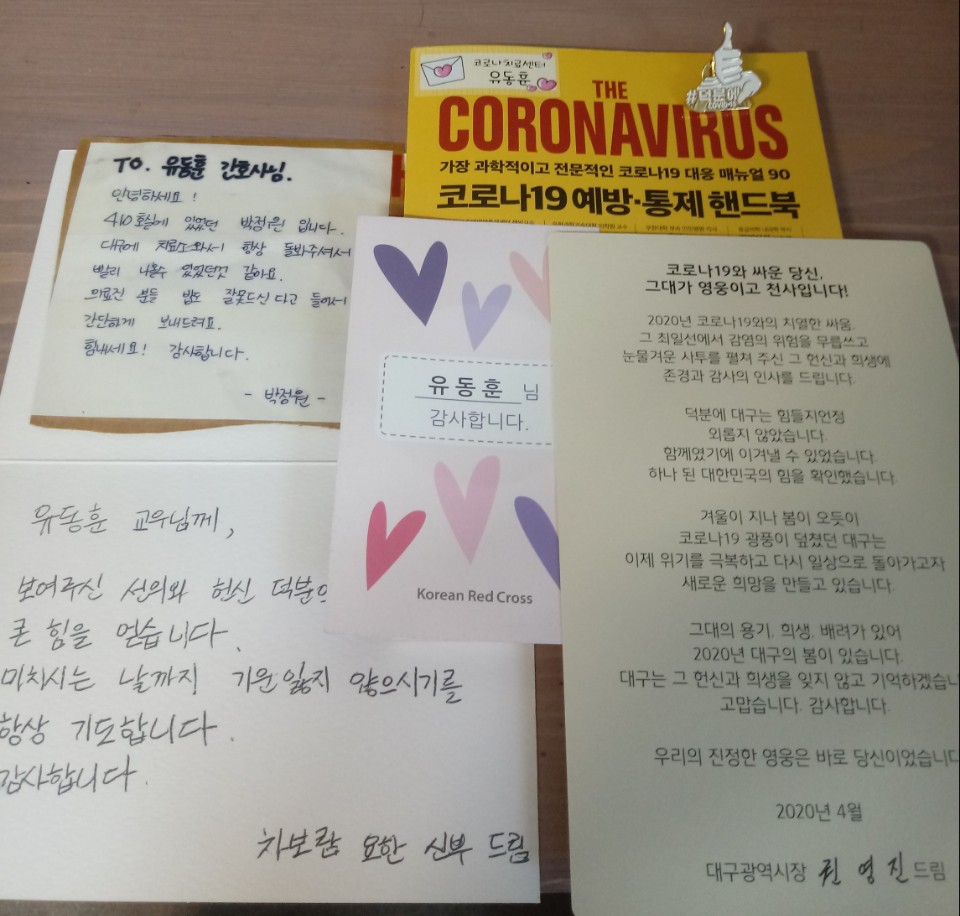 코로나치료센터
유동훈
#덕분에
THE
CORONAVIRUS
가장 과학적이고 전문적인 코로나19 대응 매뉴얼 90
코로나19 예방·통제 핸드북
TO. 유동훈 간호사님.
안녕하세요!
410호실에 있었던 박정원 입니다.
대구에 치료소와서 항상 돌봐주셔서
빨리 나을수 있었던것 같아요.
의료진 분들 밥도 잘못드신다고 들어서
간단하게 보내드려요.
힘내세요! 감사합니다.
- 박정원 -
유동훈 님
감사합니다.
Korean Red Cross
유동훈 교수님께,
보여주신 선의와 헌신 덕분으
큰 힘을 얻습니다.
미치시는 날까지 기운잃지 않으시기를
항상 기도합니다.
감사합니다.
차보람 요한 신부 드림
코로나19와 싸운 당신,
그대가 영웅이고 천사입니다!
2020년 코로나19와의 치열한 싸움.
그 최일선에서 감염의 위험을 무릅쓰고
눈물겨운 사투를 펼쳐 주신 그 헌신과 희생에
존경과 감사의 인사를 드립니다.
덕분에 대구는 힘들지언정
외롭지 않았습니다.
함께였기에 이겨낼 수 있었습니다.
하나 된 대한민국의 힘을 확인했습니다.
겨울이 지나 봄이 오듯이
코로나19 광풍이 덮쳤던 대구는
이제 위기를 극복하고 다시 일상으로 돌아가고자
새로운 희망을 만들고 있습니다.
그대의 용기, 희생, 배려가 있어
2020년 대구의 봄이 있습니다.
대구는 그 헌신과 희생을 잊지 않고 기억하겠습니
고맙습니다. 감사합니다.
우리의 진정한 영웅은 바로 당신이었습니다
2020년 4월
대구광역시장 권영진 드림